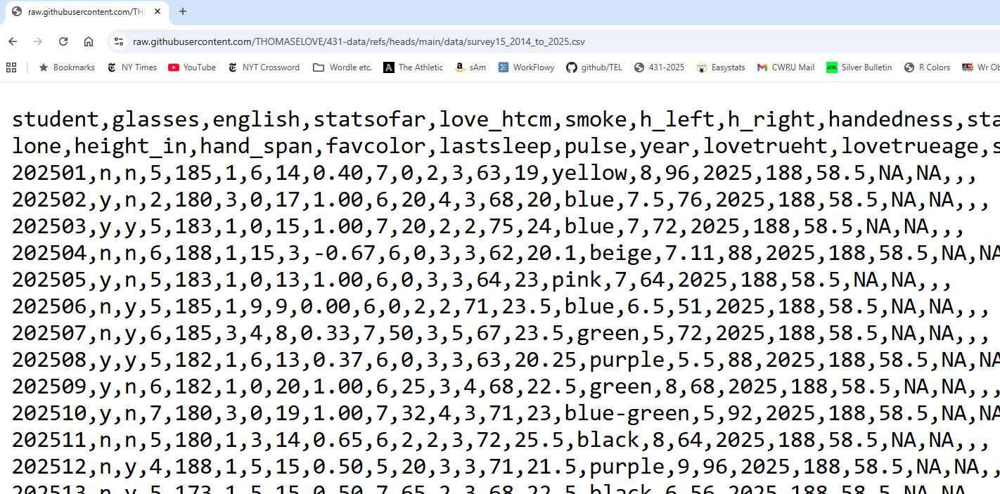 raw.githubusercontent.com/TH
raw.githubusercontent.com/THOMASELOVE/431-data/refs/heads/main/data/survey15_2014_to_2025.csv
Bookmarks NY Times YouTube NYT Crossword Wordle etc. A The Athletic a sAm WorkFlowy github/TEL 431-2025 Easystats CWRU Mail Silver Bulletin R Colors Wr Ob
student,glasses,english,statsofar,love_htcm,smoke,h_left,h_right,handedness,sta
lone,height_in,hand_span,favcolor,lastsleep,pulse,year,lovetrueht,lovetrueage,s
202501,n,n,5,185,1,6,14,0.40,7,0,2,3,63,19,yellow,8,96,2025,188,58.5,NA,NA,,,
202502,y,n,2,180,3,0,17,1.00,6,20,4,3,68,20,blue,7.5,76,2025,188,58.5,NA,NA,,,
202503,y,y,5,183,1,0,15,1.00,7,20,2,2,75,24,blue,7,72,2025,188,58.5,NA,NA,,,
202504,n,n,6,188,1,15,3,-0.67,6,0,3,3,62,20.1,beige,7.11,88,2025,188,58.5,NA,NA
202505,y,n,5,183,1,0,13,1.00,6,0,3,3,64,23,pink,7,64,2025,188,58.5,NA,NA,,,
202506,n,y,5,185,1,9,9,0.00,6,0,2,2,71,23.5,blue,6.5,51,2025,188,58.5,NA,NA,,,
202507,n,y,6,185,3,4,8,0.33,7,50,3,5,67,23.5,green,5,72,2025,188,58.5,NA,NA,,,
202508,y,y,5,182,1,6,13,0.37,6,0,3,3,63,20.25,purple,5.5,88,2025,188,58.5,NA,NA
202509,y,n,6,182,1,0,20,1.00,6,25,3,4,68,22.5,green,8,68,2025,188,58.5,NA,NA,,,
202510,y,n,7,180,3,0,19,1.00,7,32,4,3,71,23,blue-green,5,92,2025,188,58.5,NA,NA
202511,n,n,5,180,1,3,14,0.65,6,2,2,3,72,25.5,black,8,64,2025,188,58.5,NA,NA,,,
202512,n,y,4,188,1,5,15,0.50,5,20,3,3,71,21.5,purple,9,96,2025,188,58.5,NA,NA,,
202513,n,y,5,173,1,5,15,0.50,7,65,2,3,68,22.5,black,6,56,2025,188,58.5,NA,NA,,,